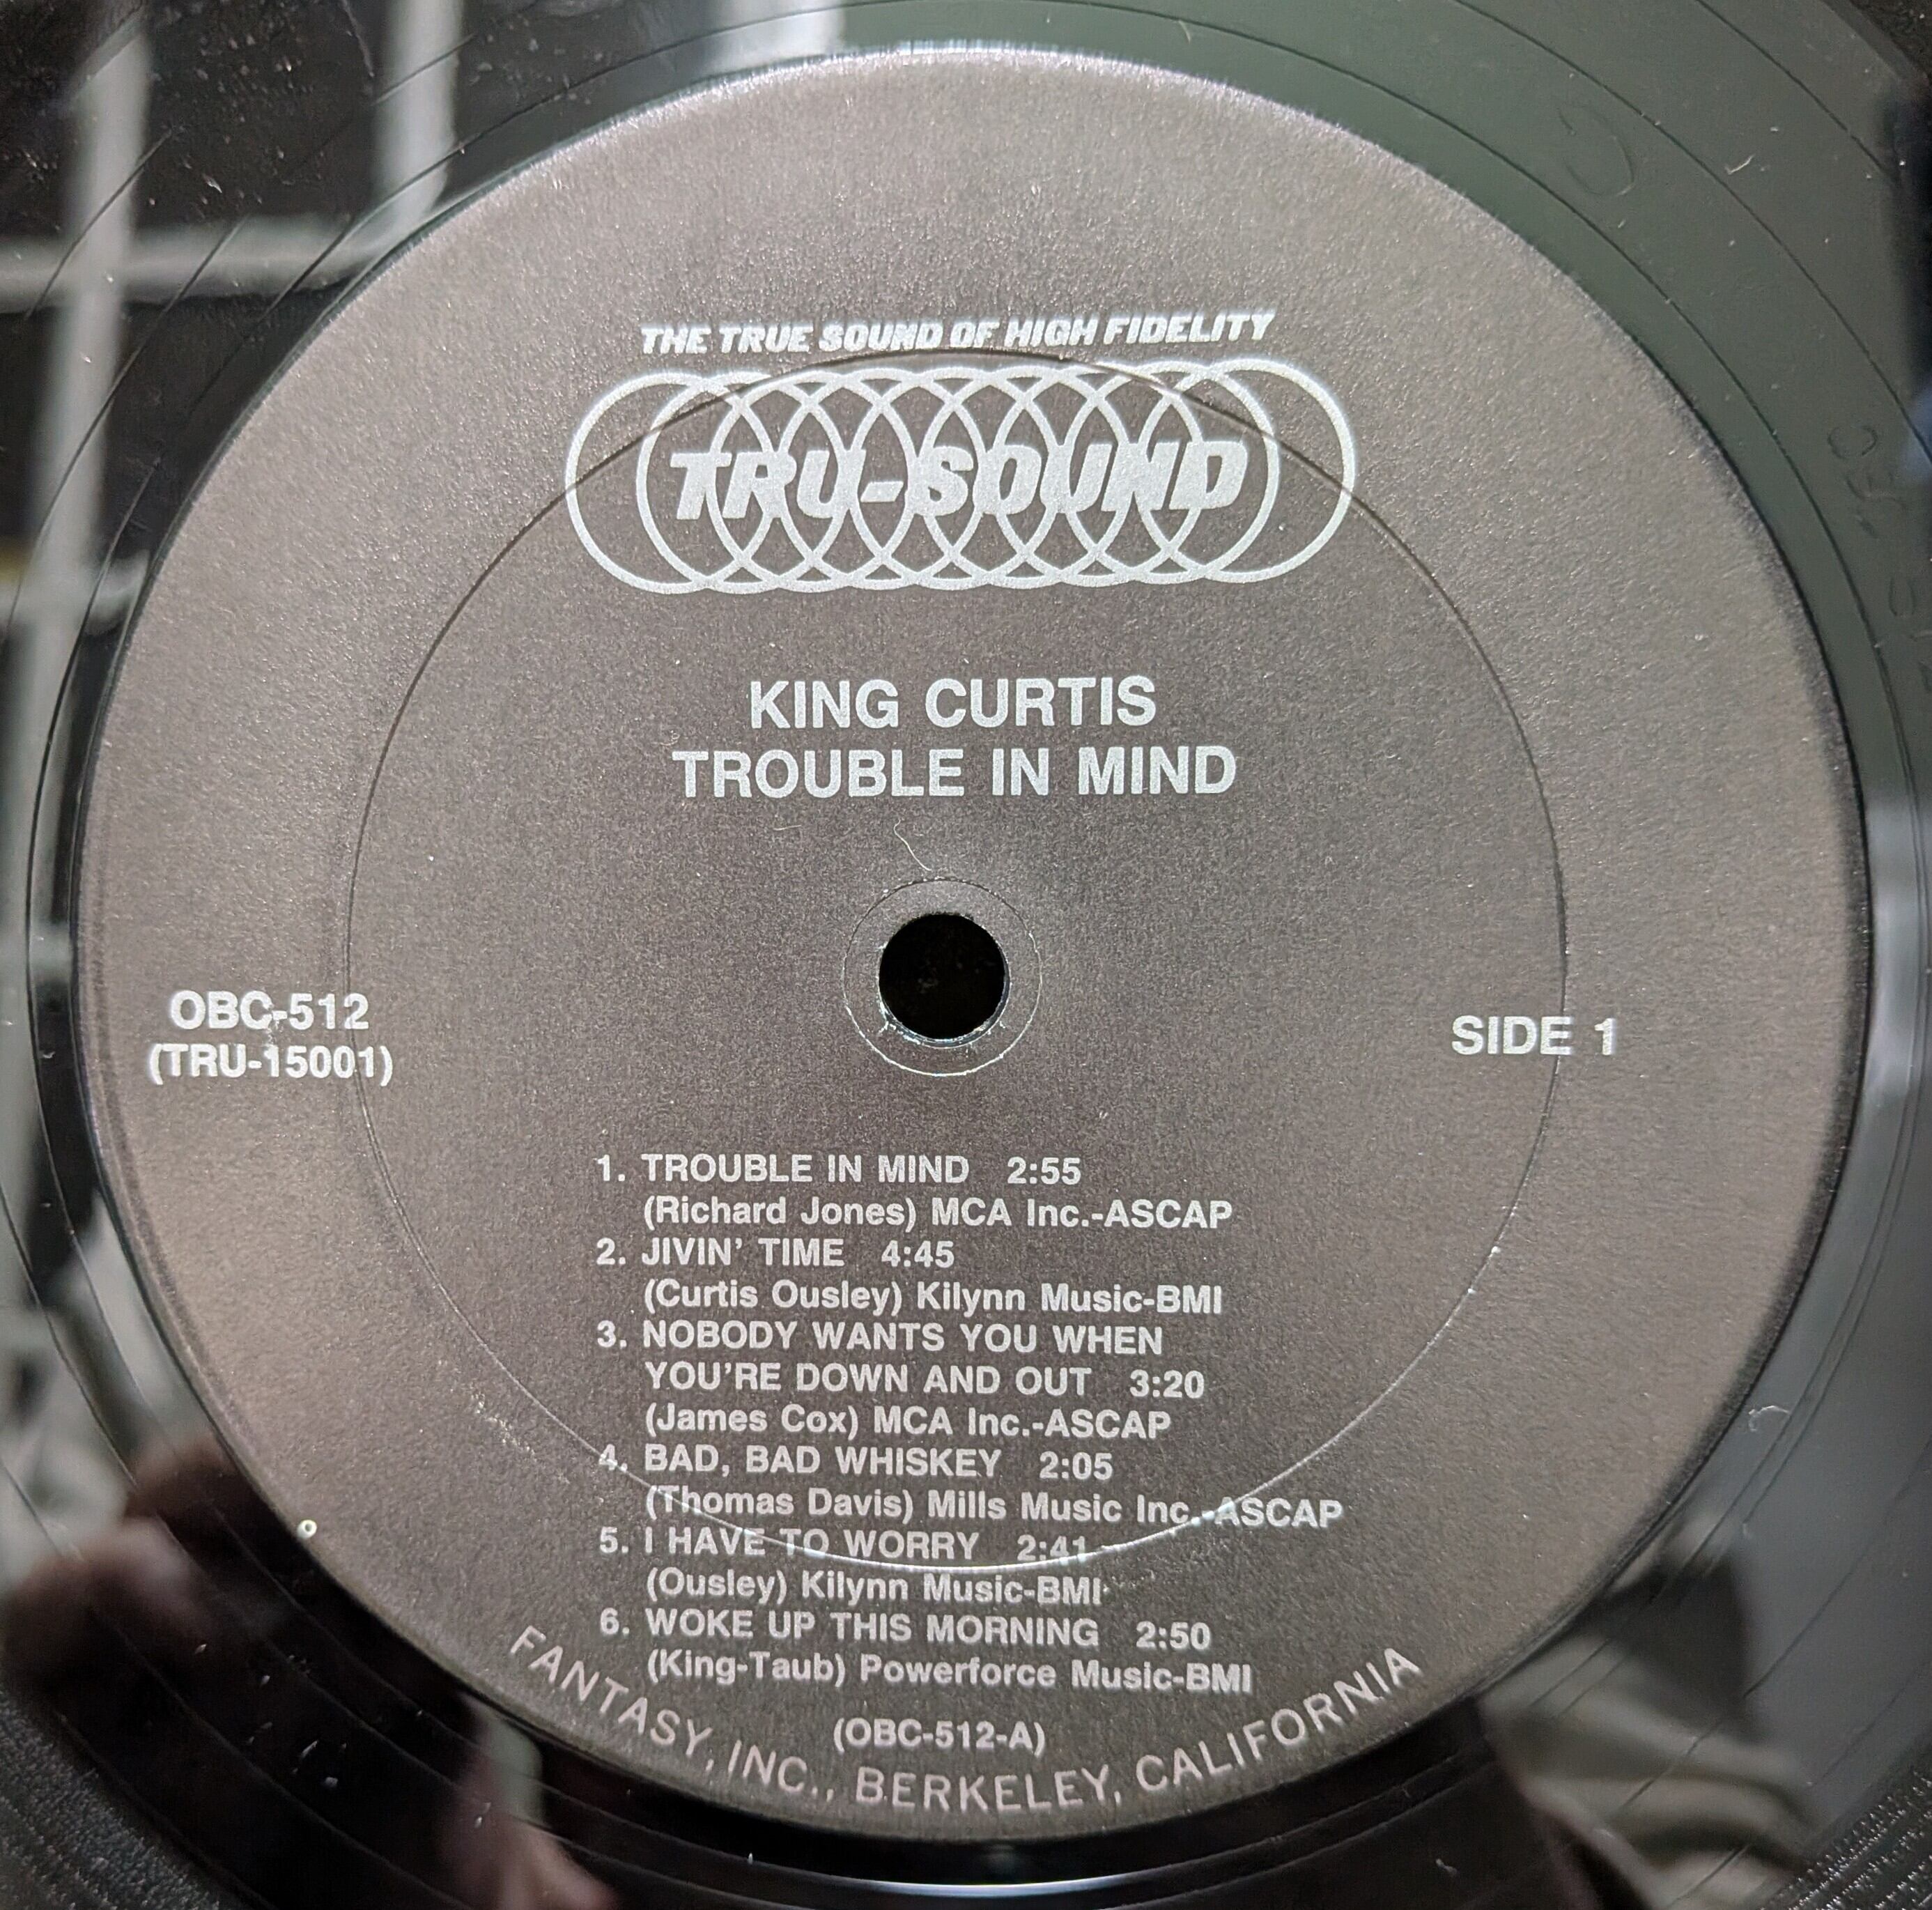 THE TRUE SOUND OF HIGH FIDELITY
TRU-SOUND
KING CURTIS
TROUBLE IN MIND
OBC-512
(TRU-15001)
SIDE 1
1. TROUBLE IN MIND 2:55
(Richard Jones) MCA Inc.-ASCAP
2. JIVIN' TIME 4:45
(Curtis Ousley) Kilynn Music-BMI
3. NOBODY WANTS YOU WHEN
YOU'RE DOWN AND OUT 3:20
(James Cox) MCA Inc.-ASCAP
4. BAD, BAD WHISKEY 2:05
(Thomas Davis) Mills Music Inc.-ASCAP
5. I HAVE TO WORRY 2:41
(Ousley) Kilynn Music-BMI
6. WOKE UP THIS MORNING 2:50
(King-Taub) Powerforce Music-BMI
(OBC-512-A)
FANTASY, INC., BERKELEY, CALIFORNIA